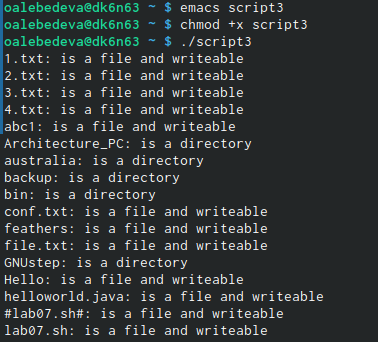 oalebedeva@dk6n63 ~ $ emacs script3
oalebedeva@dk6n63 ~ $ chmod +x script3
oalebedeva@dk6n63 ~ $ ./script3
1.txt: is a file and writeable
2.txt: is a file and writeable
3.txt: is a file and writeable
4.txt: is a file and writeable
abc1: is a file and writeable
Architecture_PC: is a directory
australia: is a directory
backup: is a directory
bin: is a directory
conf.txt: is a file and writeable
feathers: is a file and writeable
file.txt: is a file and writeable
GNUstep: is a directory
Hello: is a file and writeable
helloworld.java: is a file and writeable
#lab07.sh#: is a file and writeable
lab07.sh: is a file and writeable